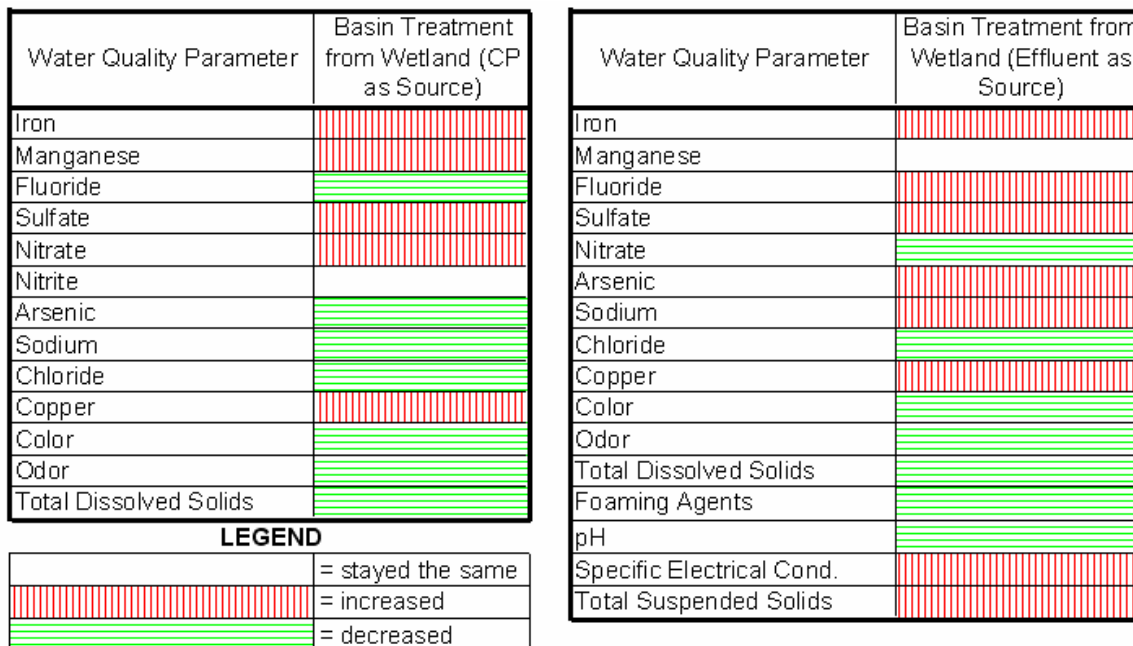 Water Quality Parameter
Basin Treatment
from Wetland (CP
as Source)
Iron
Manganese
Fluoride
Sulfate
Nitrate
Nitrite
Arsenic
Sodium
Chloride
Copper
Color
Odor
Total Dissolved Solids
LEGEND
= stayed the same
= increased
= decreased
Water Quality Parameter
Basin Treatment from
Wetland (Effluent as
Source)
Iron
Manganese
Fluoride
Sulfate
Nitrate
Arsenic
Sodium
Chloride
Copper
Color
Odor
Total Dissolved Solids
Foaming Agents
pH
Specific Electrical Cond.
Total Suspended Solids